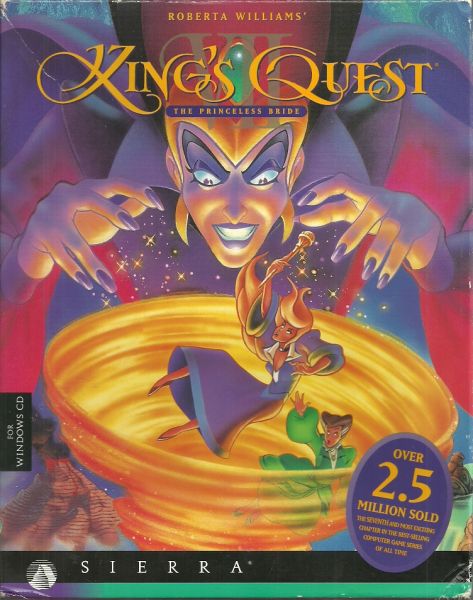 ROBERTA WILLIAMS'
VII
KING'S QUEST®
THE PRINCELESS BRIDE
FOR
WINDOWS CD
OVER
2.5
MILLION SOLD
THE SEVENTH AND MOST EXCITING
CHAPTER IN THE BEST-SELLING
COMPUTER GAME SERIES
OF ALL TIME
SIERRA®